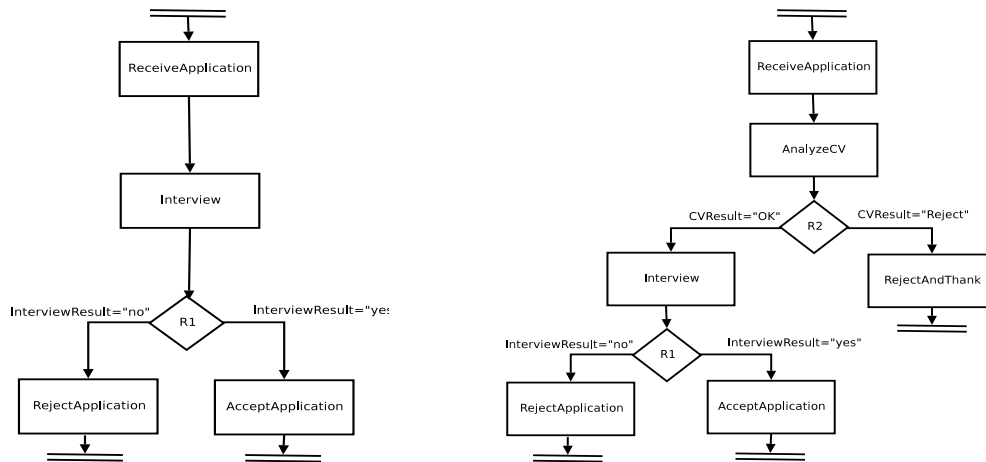 ReceiveApplication
Interview
InterviewResult="no"
InterviewResult="yes
R1
RejectApplication
AcceptApplication
ReceiveApplication
AnalyzeCV
CVResult="OK"
CVResult="Reject"
R2
Interview
RejectAndThank
InterviewResult="no"
InterviewResult="yes"
R1
RejectApplication
AcceptApplication